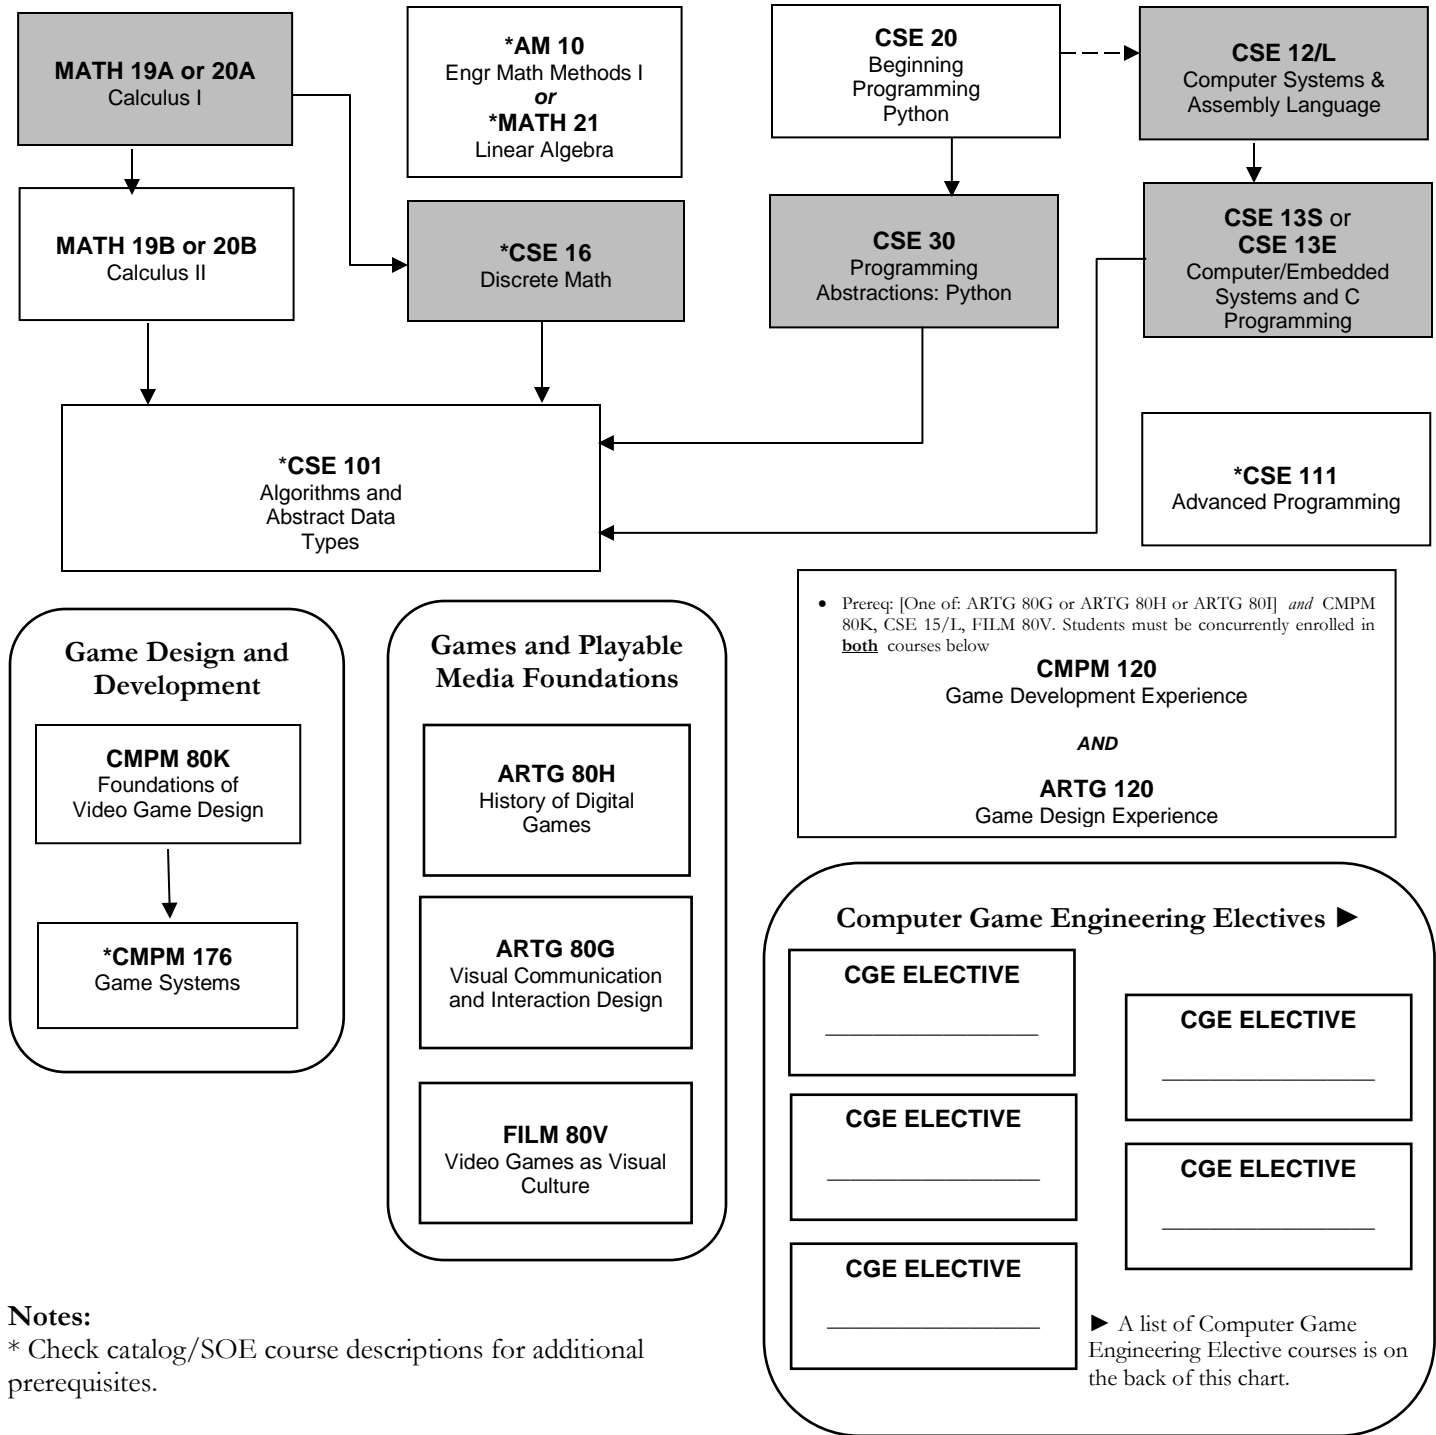 MATH 19A or 20A
Calculus I
*AM 10
Engr Math Methods I
or
*MATH 21
Linear Algebra
CSE 20
Beginning
Programming
Python
CSE 12/L
Computer Systems &
Assembly Language
MATH 19B or 20B
Calculus II
*CSE 16
Discrete Math
CSE 30
Programming
Abstractions: Python
CSE 13S or
CSE 13E
Computer/Embedded
Systems and C
Programming
*CSE 101
Algorithms and
Abstract Data
Types
*CSE 111
Advanced Programming
• Prereq: [One of: ARTG 80G or ARTG 80H or ARTG 80I] and CMPM
80K, CSE 15/L, FILM 80V. Students must be concurrently enrolled in
both courses below
CMPM 120
Game Development Experience
AND
ARTG 120
Game Design Experience
Game Design and
Development
CMPM 80K
Foundations of
Video Game Design
*CMPM 176
Game Systems
Games and Playable
Media Foundations
ARTG 80H
History of Digital
Games
ARTG 80G
Visual Communication
and Interaction Design
FILM 80V
Video Games as Visual
Culture
Computer Game Engineering Electives ►
CGE ELECTIVE
CGE ELECTIVE
CGE ELECTIVE
CGE ELECTIVE
CGE ELECTIVE
► A list of Computer Game
Engineering Elective courses is on
the back of this chart.
Notes:
* Check catalog/SOE course descriptions for additional
prerequisites.